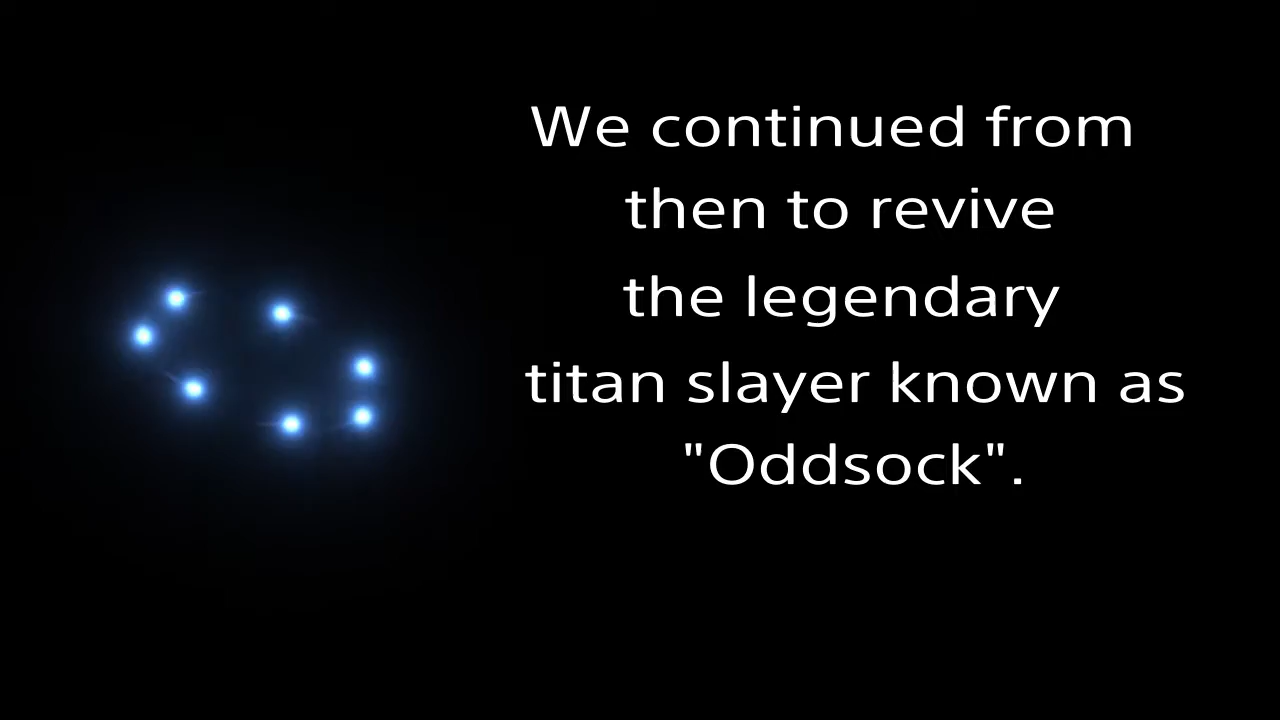 We continued from
then to revive
the legendary
titan slayer known as
"Oddsock".